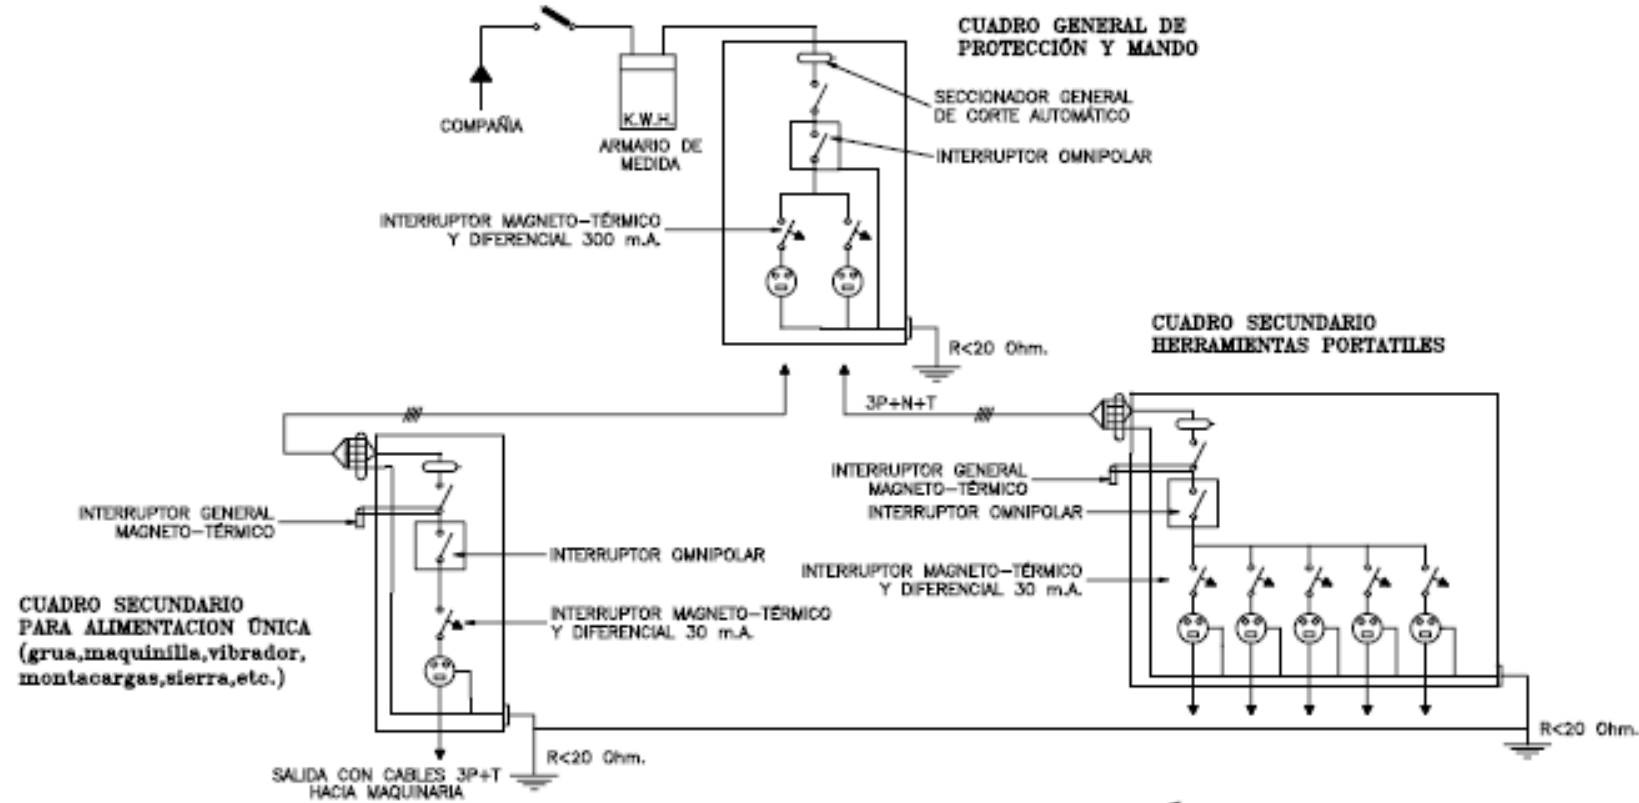 CUADRO GENERAL DE
PROTECCIÓN Y MANDO
SECCIONADOR GENERAL
DE CORTE AUTOMÁTICO
COMPAÑIA
K.W.H.
ARMARIO DE
MEDIDA
INTERRUPTOR OMNIPOLAR
INTERRUPTOR MAGNETO-TÉRMICO
Y DIFERENCIAL 300 m.A.
R<20 Ohm.
CUADRO SECUNDARIO
HERRAMIENTAS PORTATILES
3P+N+T
INTERRUPTOR GENERAL
MAGNETO-TÉRMICO
INTERRUPTOR OMNIPOLAR
INTERRUPTOR MAGNETO-TÉRMICO
Y DIFERENCIAL 30 m.A.
R<20 Ohm.
INTERRUPTOR GENERAL
MAGNETO-TÉRMICO
INTERRUPTOR OMNIPOLAR
INTERRUPTOR MAGNETO-TÉRMICO
Y DIFERENCIAL 30 m.A.
CUADRO SECUNDARIO
PARA ALIMENTACION ÚNICA
(grua,maquinilla,vibrador,
montacargas,sierra,etc.)
R<20 Ohm.
SALIDA CON CABLES 3P+T
HACIA MAQUINARIA